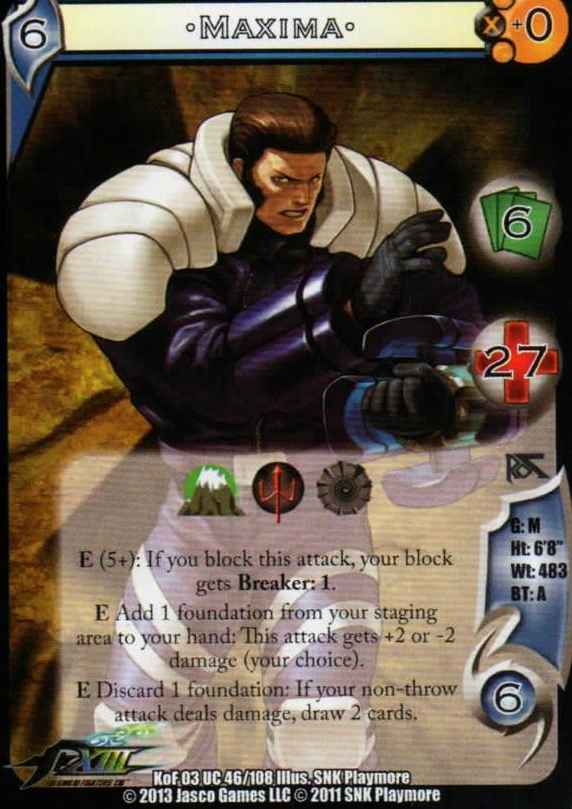 6
•MAXIMA•
X +0
6
27
G: M
Ht: 6'8"
Wt: 483
BT: A
E (5+): If you block this attack, your block
gets Breaker: 1.
E Add 1 foundation from your staging
area to your hand: This attack gets +2 or -2
damage (your choice).
E Discard 1 foundation: If your non-throw
attack deals damage, draw 2 cards.
6
XIII
KoF.03 UC 46/108 Illus. SNK Playmore
© 2013 Jasco Games LLC © 2011 SNK Playmore